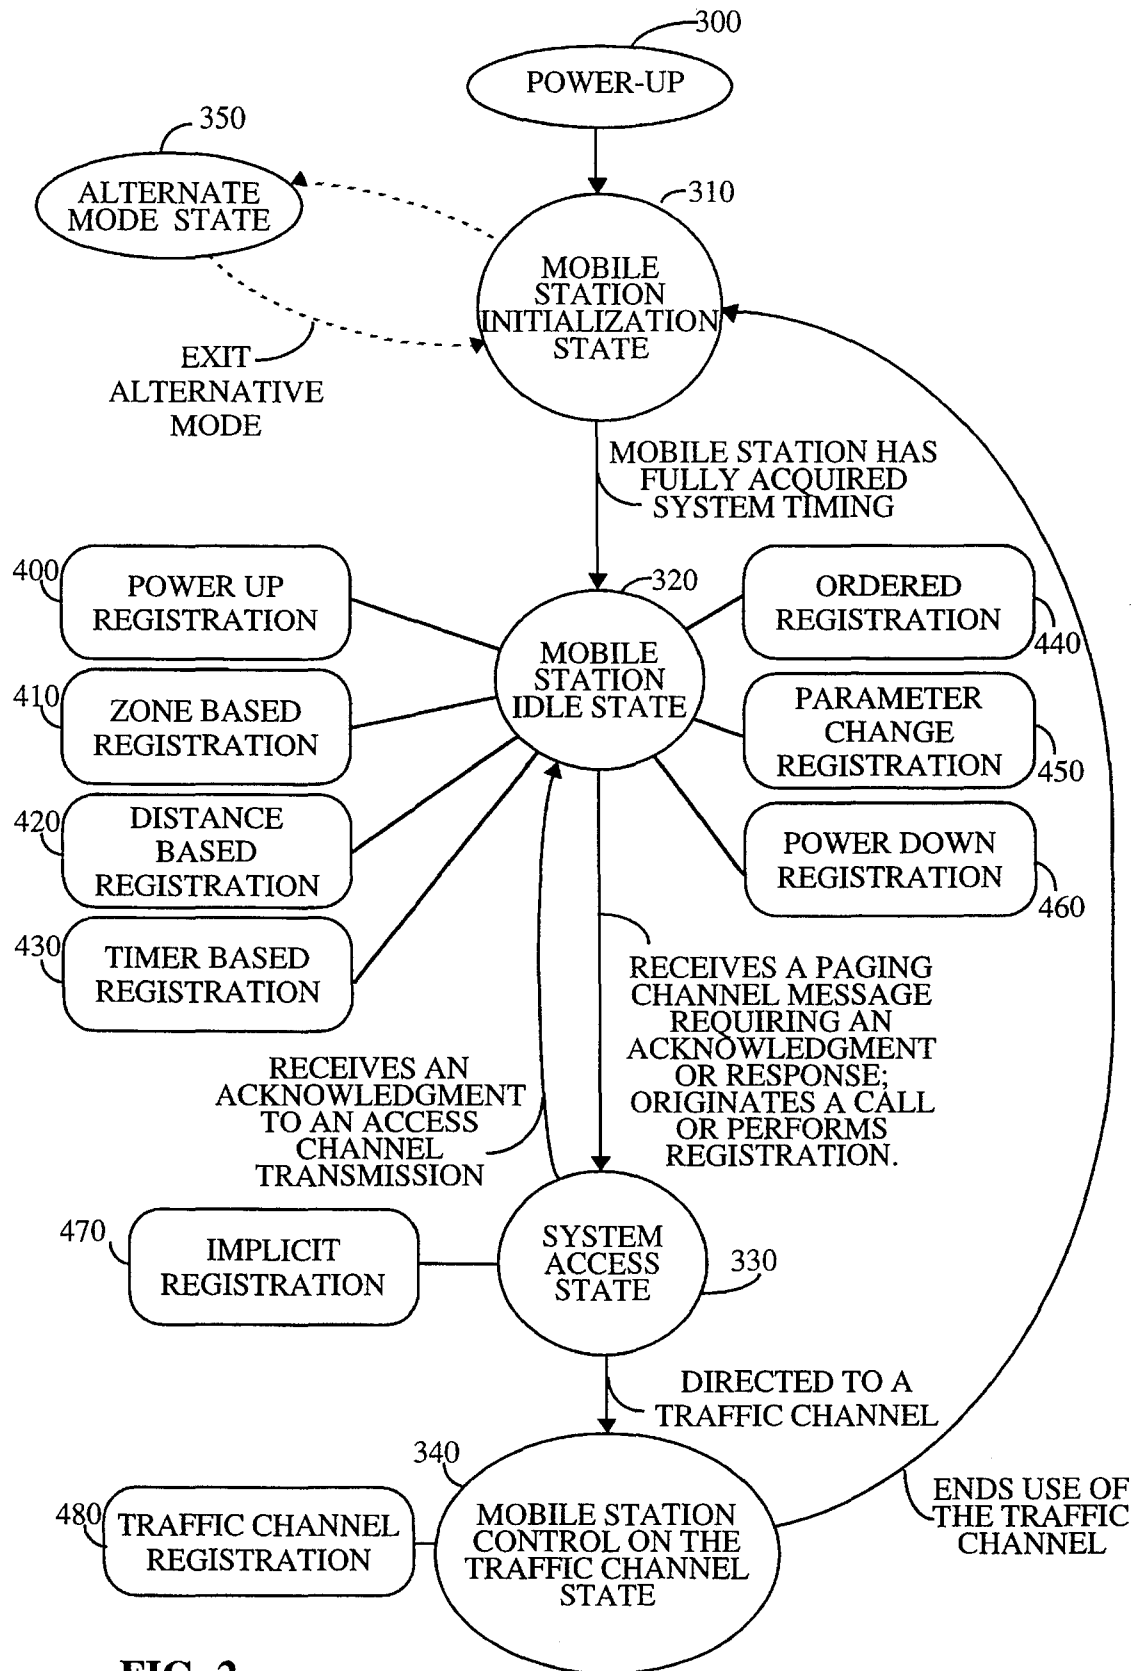 300
POWER-UP
350
ALTERNATE
MODE STATE
310
MOBILE
STATION
INITIALIZATION
STATE
EXIT
ALTERNATIVE
MODE
MOBILE STATION HAS
FULLY ACQUIRED
SYSTEM TIMING
400
POWER UP
REGISTRATION
320
MOBILE
STATION
IDLE STATE
ORDERED
REGISTRATION
440
410
ZONE BASED
REGISTRATION
PARAMETER
CHANGE
REGISTRATION
450
420
DISTANCE
BASED
REGISTRATION
POWER DOWN
REGISTRATION
460
430
TIMER BASED
REGISTRATION
RECEIVES A PAGING
CHANNEL MESSAGE
REQUIRING AN
ACKNOWLEDGMENT
OR RESPONSE;
ORIGINATES A CALL
OR PERFORMS
REGISTRATION.
RECEIVES AN
ACKNOWLEDGMENT
TO AN ACCESS
CHANNEL
TRANSMISSION
470
IMPLICIT
REGISTRATION
SYSTEM
ACCESS
STATE
330
DIRECTED TO A
TRAFFIC CHANNEL
340
MOBILE STATION
CONTROL ON THE
TRAFFIC CHANNEL
STATE
480
TRAFFIC CHANNEL
REGISTRATION
ENDS USE OF
THE TRAFFIC
CHANNEL
FIG. 2